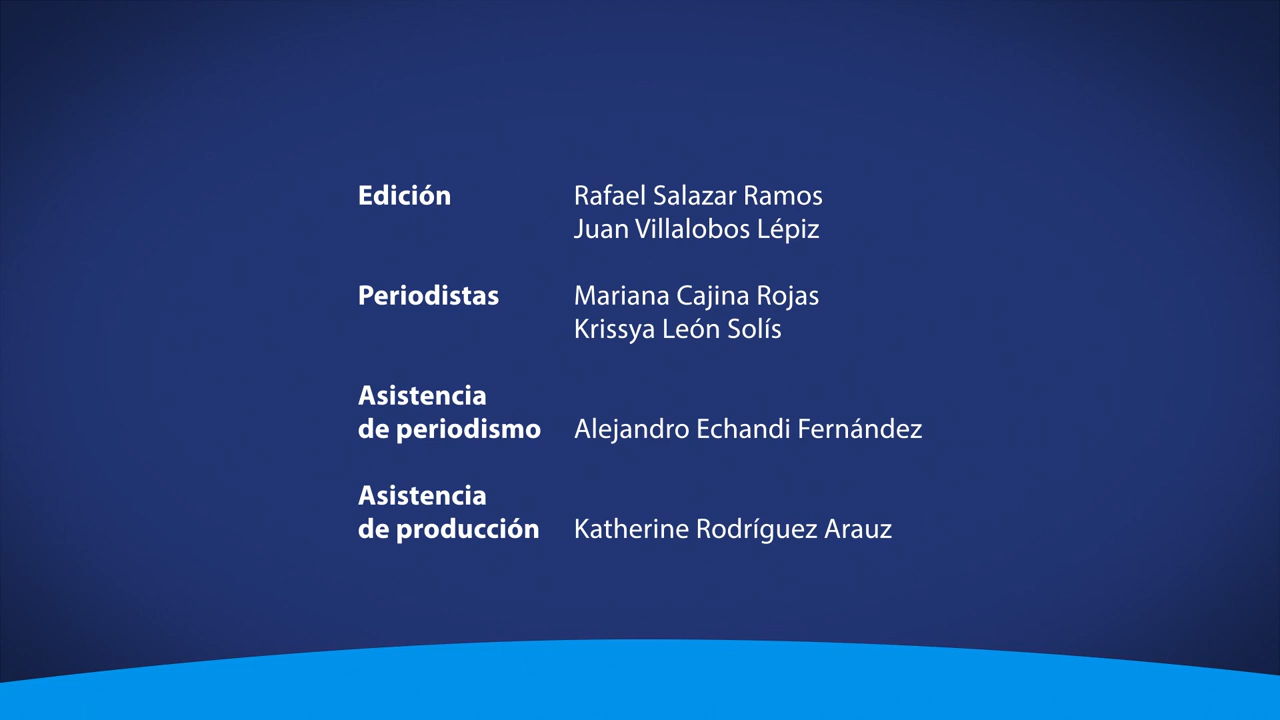 Edición Rafael Salazar Ramos
Juan Villalobos Lépiz
Periodistas Mariana Cajina Rojas
Krissya León Solís
Asistencia
de periodismo Alejandro Echandi Fernández
Asistencia
de producción Katherine Rodríguez Arauz